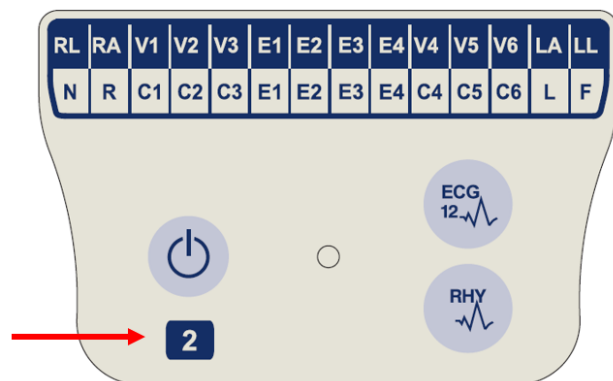 RL RA V1 V2 V3 E1 E2 E3 E4 V4 V5 V6 LA LL
N R C1 C2 C3 E1 E2 E3 E4 C4 C5 C6 L F
ECG
12
RHY
2